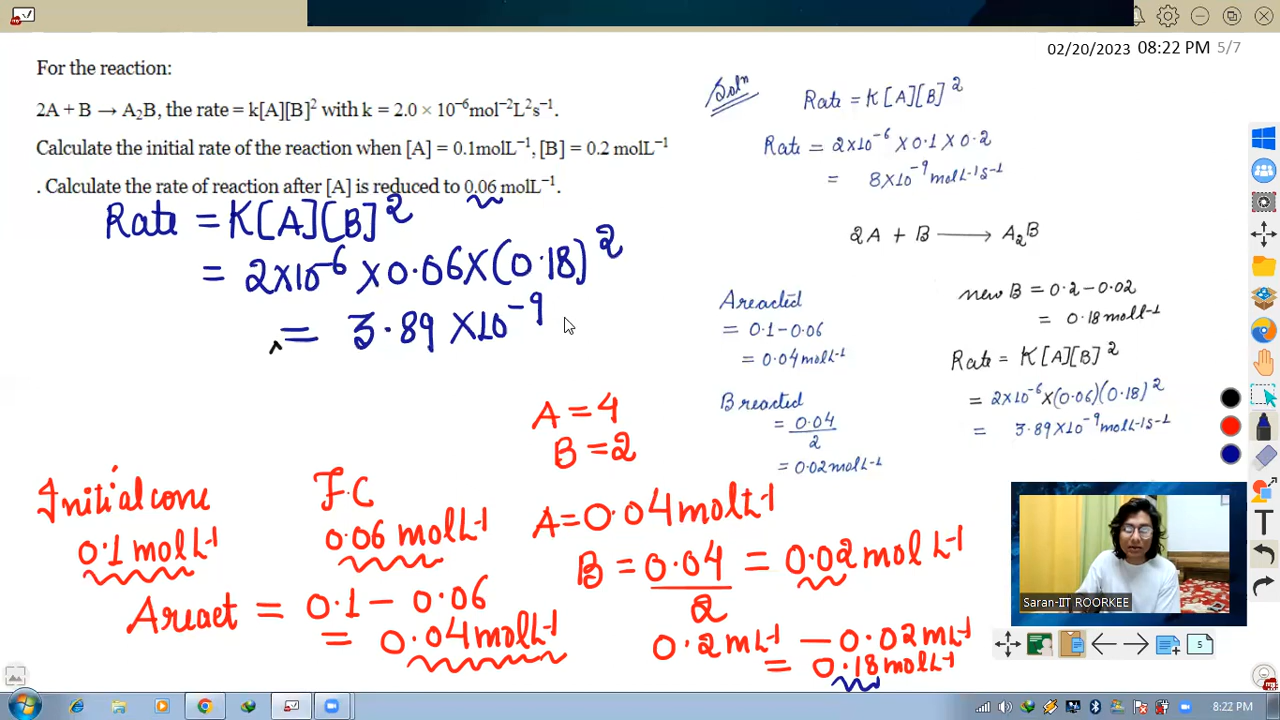 02/20/2023 08:22 PM 5/7
For the reaction:
2A + B → A₂B, the rate = k[A][B]² with k = 2.0 × 10⁻⁶mol⁻²L²s⁻¹.
Calculate the initial rate of the reaction when [A] = 0.1molL⁻¹, [B] = 0.2 molL⁻¹
. Calculate the rate of reaction after [A] is reduced to 0.06 molL⁻¹.
Rate = K[A][B]²
= 2×10⁻⁶ × 0.06 × (0.18)²
= 3.89 × 10⁻⁹
A = 4
B = 2
Initial conc
0.1 molL⁻¹
F.C
0.06 molL⁻¹
A react = 0.1 − 0.06
= 0.04 molL⁻¹
A = 0.04 molL⁻¹
B = 0.04/2 = 0.02 molL⁻¹
0.2 mL⁻¹ − 0.02 mL⁻¹
= 0.18 molL⁻¹
Solⁿ
Rate = K[A][B]²
Rate = 2×10⁻⁶ × 0.1 × 0.2
= 8×10⁻⁹ molL⁻¹s⁻¹
2A + B → A₂B
A reacted
= 0.1 − 0.06
= 0.04 molL⁻¹
B reacted
= 0.04/2
= 0.02 molL⁻¹
new B = 0.2 − 0.02
= 0.18 molL⁻¹
Rate = K[A][B]²
= 2×10⁻⁶×(0.06)(0.18)²
= 3.89×10⁻⁹ molL⁻¹s⁻¹
Saran-IIT ROORKEE
5
8:22 PM